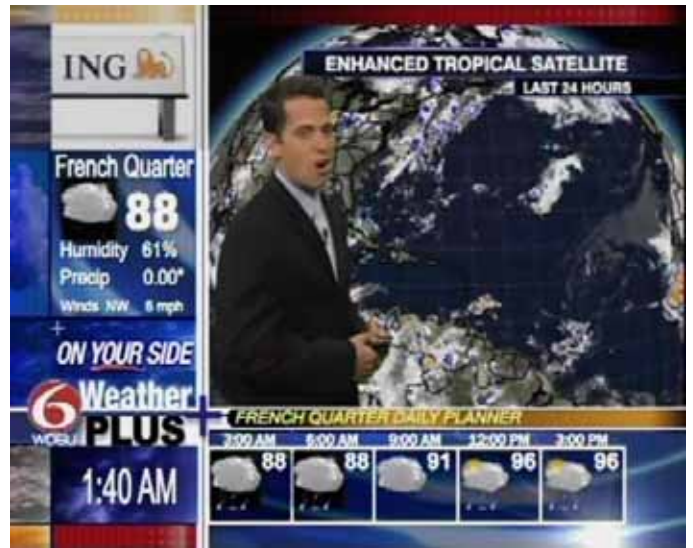 ING
ENHANCED TROPICAL SATELLITE
LAST 24 HOURS
French Quarter
88
Humidity 61%
Precip 0.00"
Winds NW 6 mph
ON YOUR SIDE
6 Weather
PLUS
WDSU
FRENCH QUARTER DAILY PLANNER
3:00 AM 6:00 AM 9:00 AM 12:00 PM 3:00 PM
88 88 91 96 96
1:40 AM